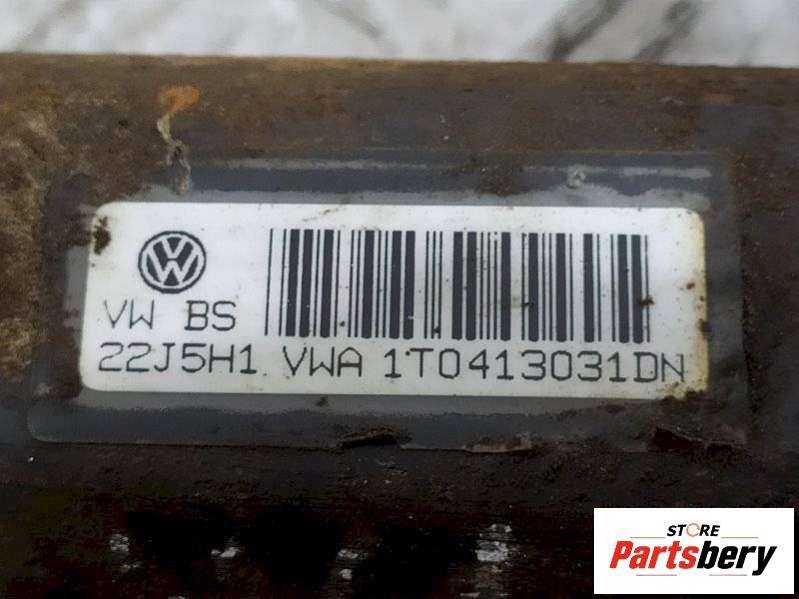 VW BS
22J5H1 VWA 1T0413031DN
STORE
Partsbery